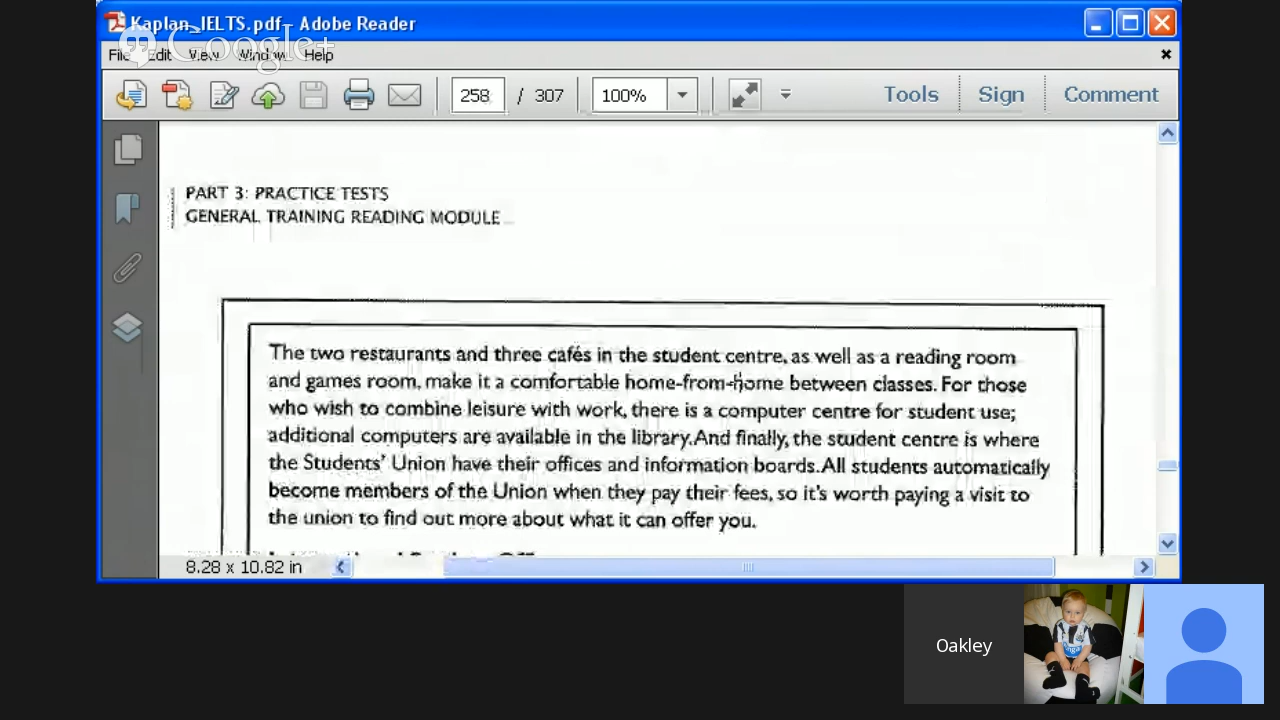 Kaplan_IELTS.pdf - Adobe Reader
Google+
File Edit View Window Help
258 / 307 100% Tools Sign Comment
PART 3: PRACTICE TESTS
GENERAL TRAINING READING MODULE
The two restaurants and three cafés in the student centre, as well as a reading room
and games room, make it a comfortable home-from-home between classes. For those
who wish to combine leisure with work, there is a computer centre for student use;
additional computers are available in the library. And finally, the student centre is where
the Students' Union have their offices and information boards. All students automatically
become members of the Union when they pay their fees, so it's worth paying a visit to
the union to find out more about what it can offer you.
8.28 x 10.82 in
Oakley